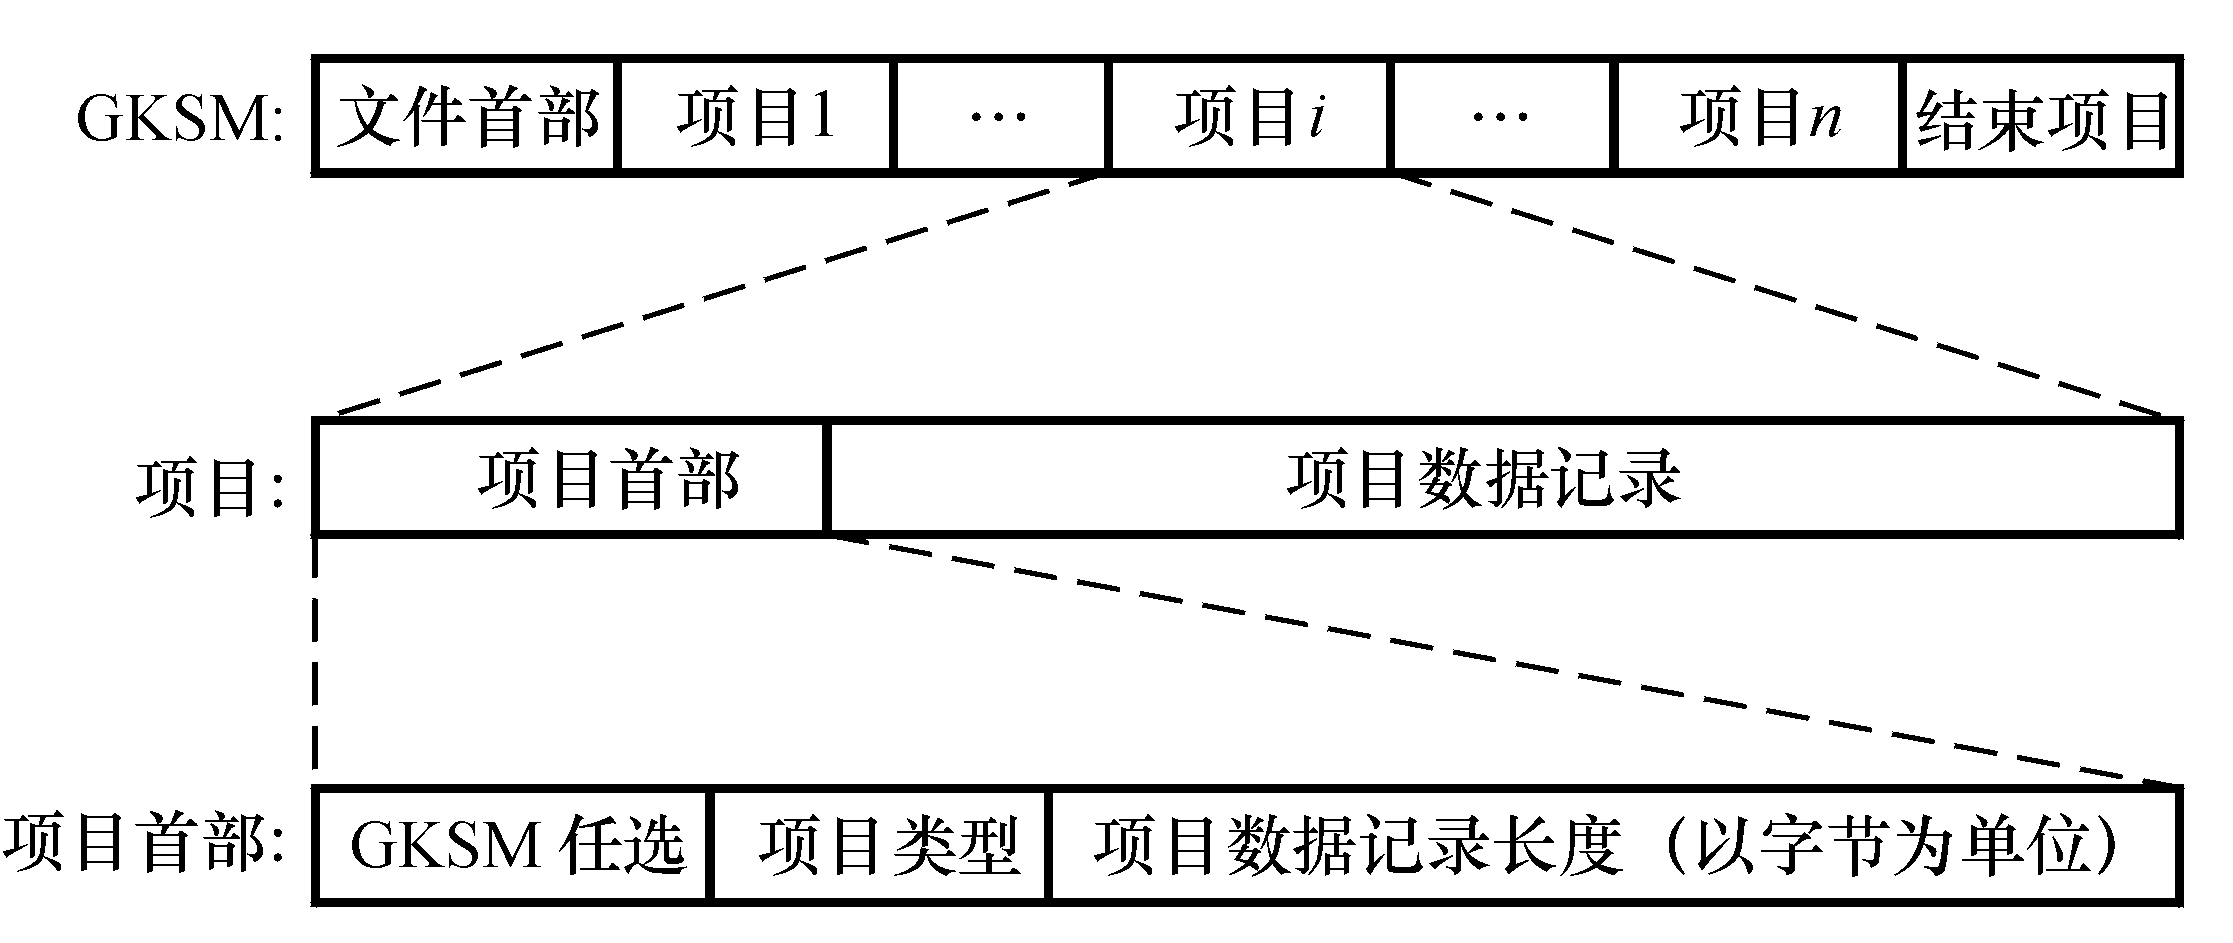 GKSM: 文件首部 项目1 … 项目i … 项目n 结束项目
项目: 项目首部 项目数据记录
项目首部: GKSM 任选 项目类型 项目数据记录长度（以字节为单位）